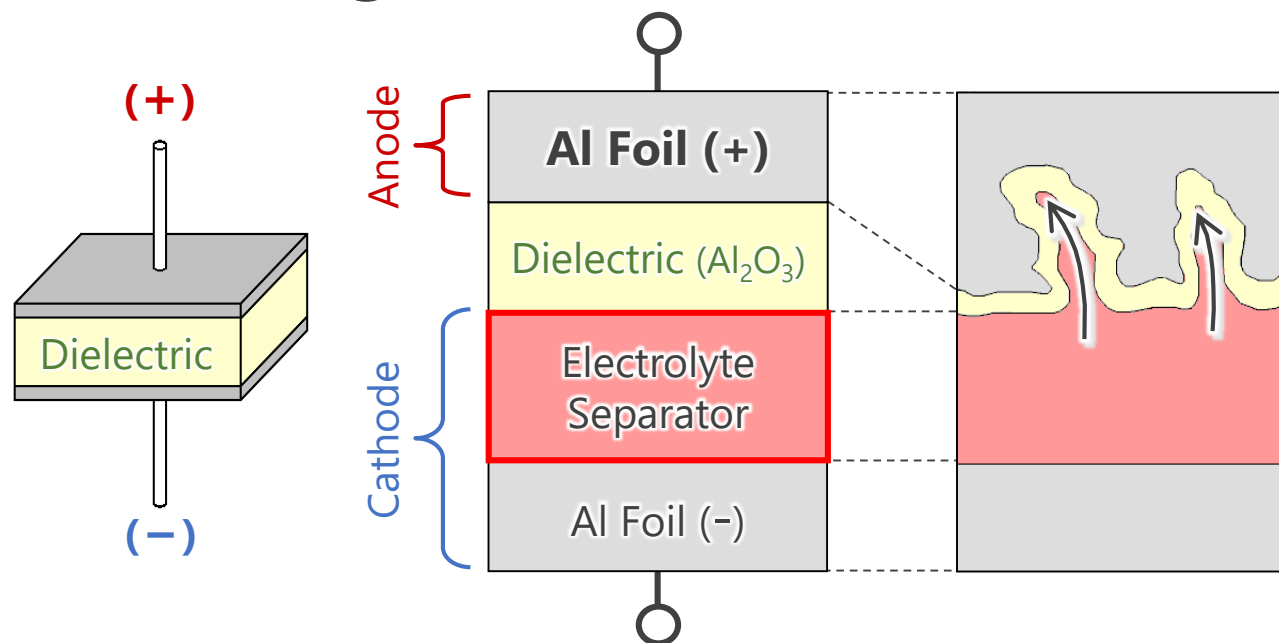 (+)
Dielectric
(−)
Anode
Al Foil (+)
Dielectric (Al₂O₃)
Cathode
Electrolyte
Separator
Al Foil (-)